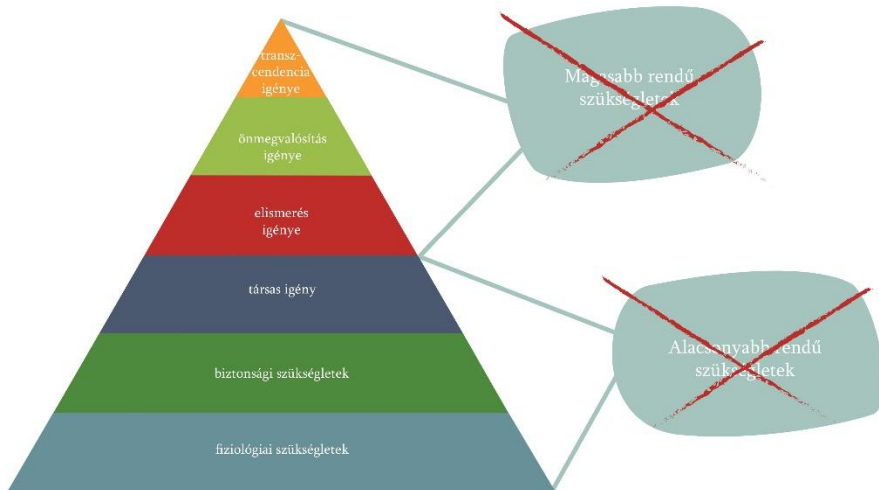 transz-
cendencia
igénye
önmegvalósítás
igénye
elismerés
igénye
társas igény
biztonsági szükségletek
fiziológiai szükségletek
Magasabb rendű
szükségletek
Alacsonyabb rendű
szükségletek